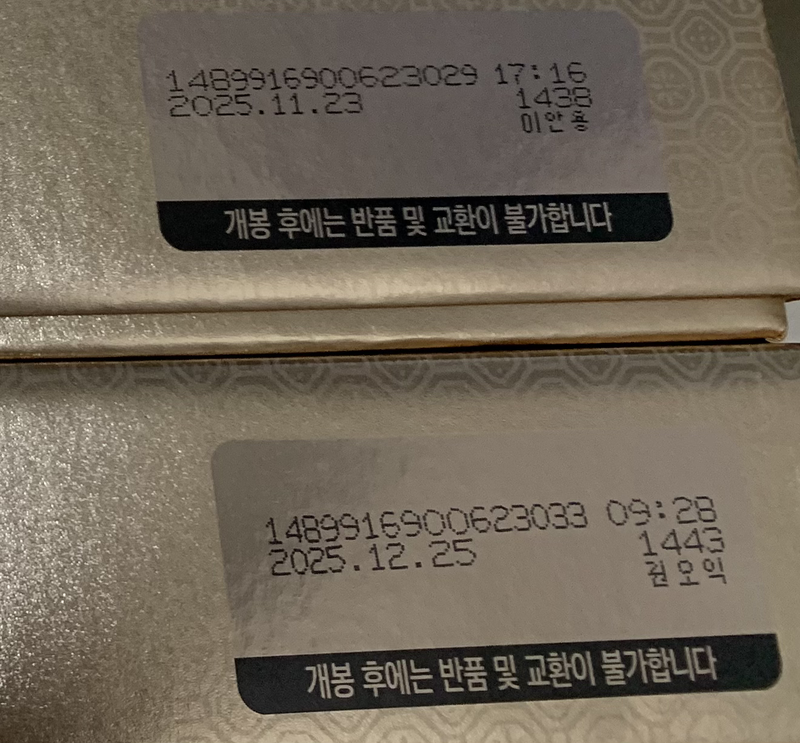 1489916900623029 17:16
2025.11.23 1438
이안용
개봉 후에는 반품 및 교환이 불가합니다
1489916900623033 09:28
2025.12.25 1443
권오익
개봉 후에는 반품 및 교환이 불가합니다